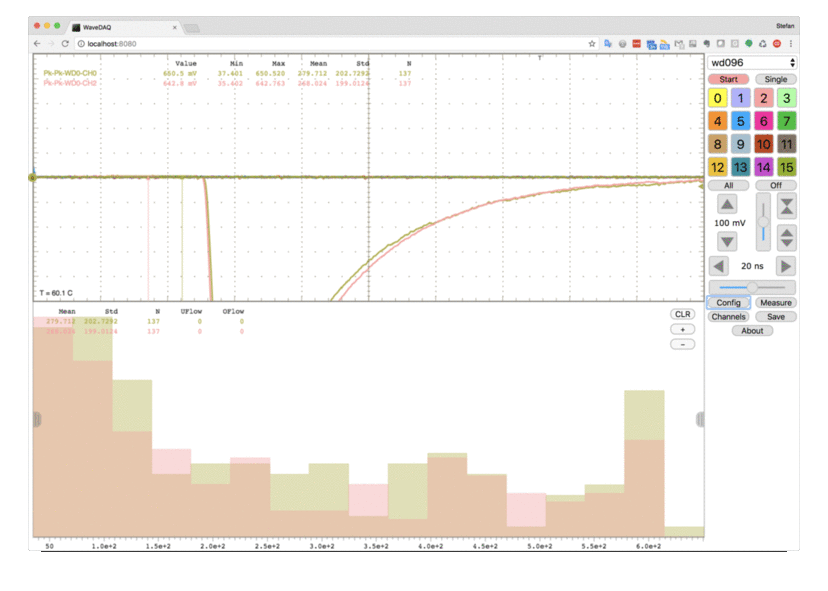 WaveDAQ
Stefan
localhost:8080
Value Min Max Mean Std N
Pk-Pk-WD0-CH0 650.5 mV 37.401 650.520 279.712 202.7292 137
Pk-Pk-WD0-CH2 642.8 mV 35.402 642.763 268.024 199.0124 137
T
T = 60.1 C
wd096
Start Single
0 1 2 3
4 5 6 7
8 9 10 11
12 13 14 15
All Off
100 mV
20 ns
Config Measure
Channels Save
About
Mean Std N UFlow OFlow
279.712 202.7292 137 0 0
199.0124 137 0 0
CLR
+
-
50 1.0e+2 1.5e+2 2.0e+2 2.5e+2 3.0e+2 3.5e+2 4.0e+2 4.5e+2 5.0e+2 5.5e+2 6.0e+2